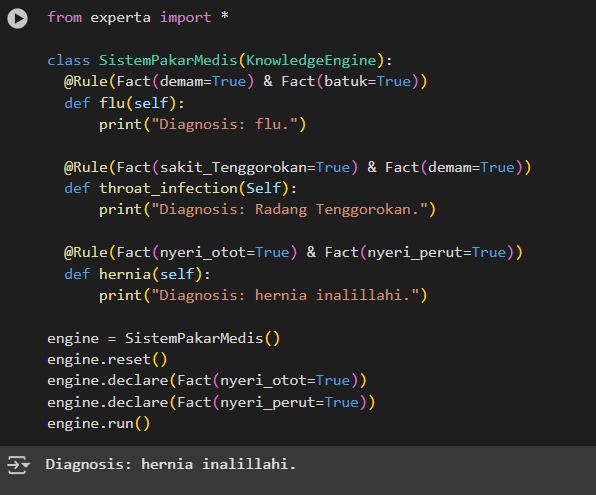 from experta import *
class SistemPakarMedis(KnowledgeEngine):
@Rule(Fact(demam=True) & Fact(batuk=True))
def flu(self):
print("Diagnosis: flu.")
@Rule(Fact(sakit_Tenggorokan=True) & Fact(demam=True))
def throat_infection(Self):
print("Diagnosis: Radang Tenggorokan.")
@Rule(Fact(nyeri_otot=True) & Fact(nyeri_perut=True))
def hernia(self):
print("Diagnosis: hernia inalillahi.")
engine = SistemPakarMedis()
engine.reset()
engine.declare(Fact(nyeri_otot=True))
engine.declare(Fact(nyeri_perut=True))
engine.run()
Diagnosis: hernia inalillahi.